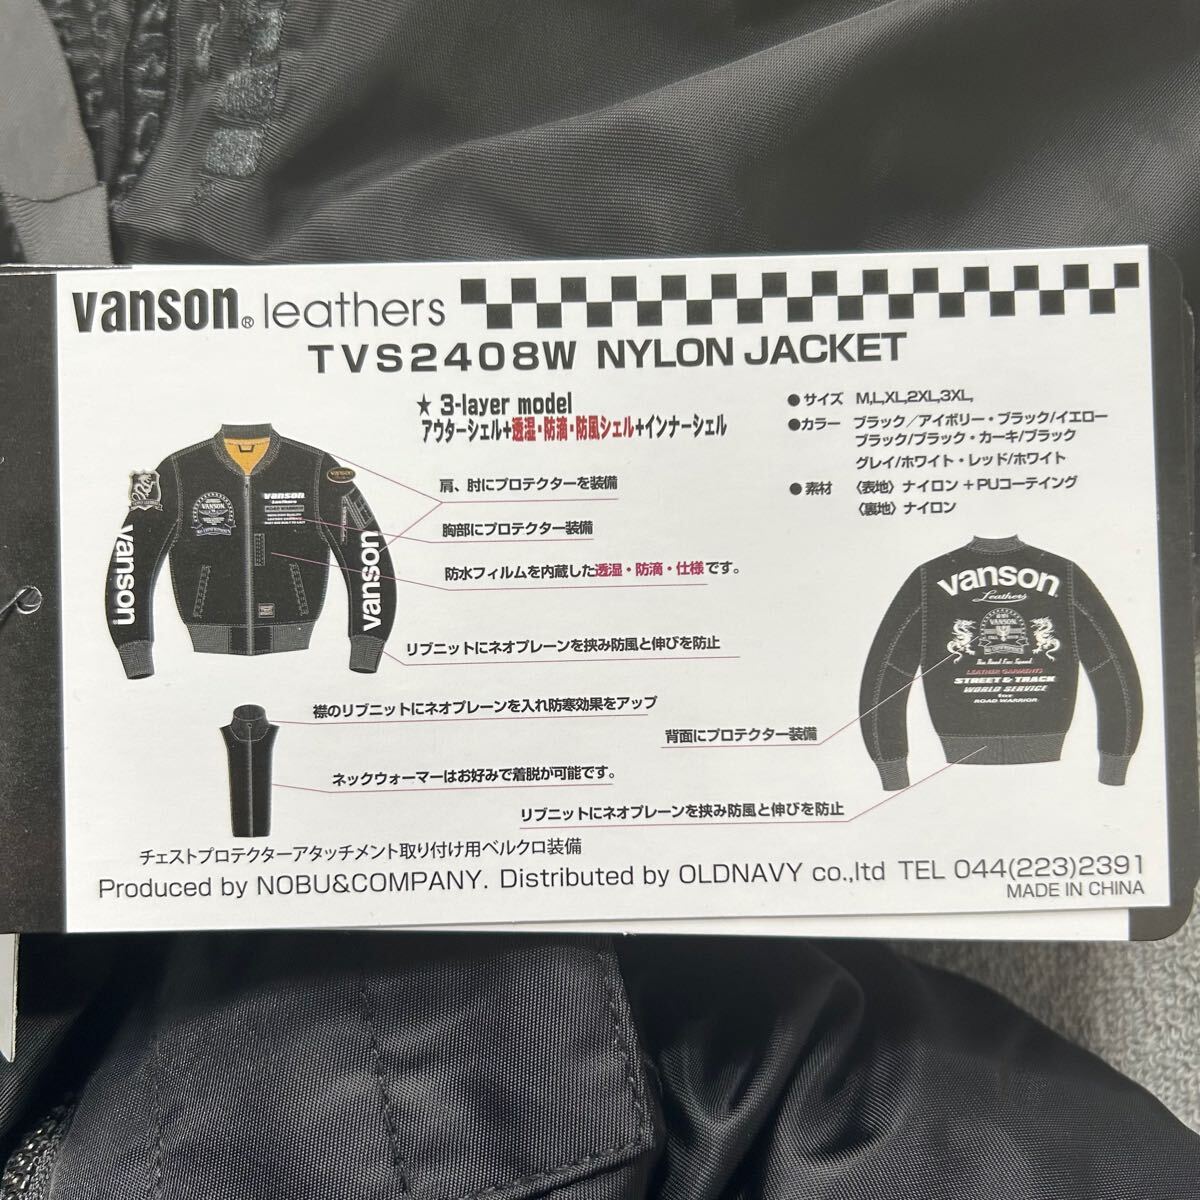 vanson® leathers
TVS2408W NYLON JACKET
★ 3-layer model
アウターシェル+透湿・防滴・防風シェル+インナーシェル
●サイズ M,L,XL,2XL,3XL,
●カラー ブラック／アイボリー・ブラック/イエロー
ブラック/ブラック・カーキ/ブラック
グレイ/ホワイト・レッド/ホワイト
●素材 〈表地〉ナイロン＋PUコーテイング
〈裏地〉ナイロン
肩、肘にプロテクターを装備
胸部にプロテクター装備
防水フィルムを内蔵した透湿・防滴・仕様です。
リブニットにネオプレーンを挟み防風と伸びを防止
襟のリブニットにネオプレーンを入れ防寒効果をアップ
ネックウォーマーはお好みで着脱が可能です。
チェストプロテクターアタッチメント取り付け用ベルクロ装備
vanson
Leathers
ROAD WARRIOR
VANSON
vanson
vanson
vanson
Leathers
VANSON
LEATHER GARMENTS
STREET & TRACK
WORLD SERVICE
for
ROAD WARRIOR
背面にプロテクター装備
リブニットにネオプレーンを挟み防風と伸びを防止
Produced by NOBU&COMPANY. Distributed by OLDNAVY co.,ltd TEL 044(223)2391
MADE IN CHINA